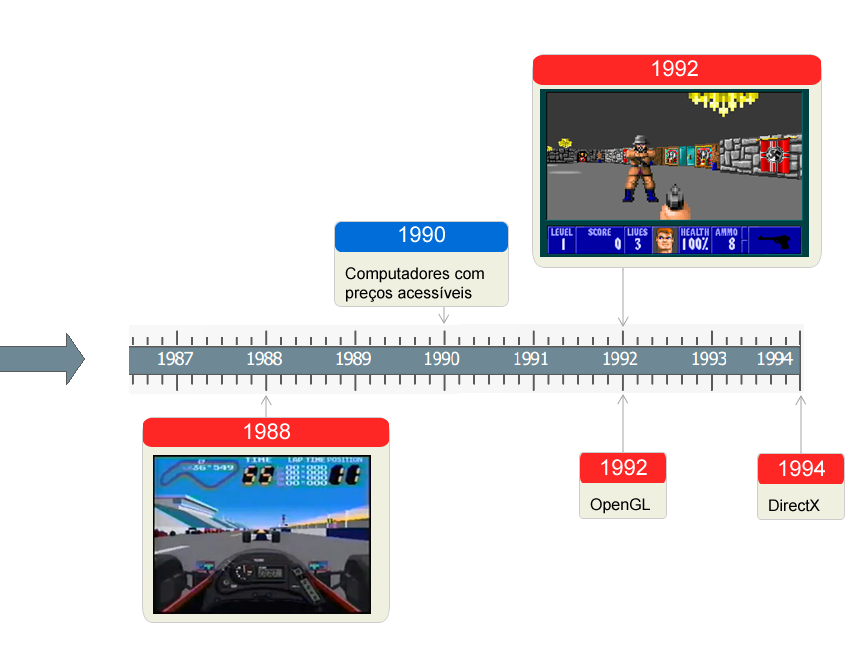 1992
LEVEL SCORE LIVES HEALTH AMMO
1 0 3 100% 8
1990
Computadores com
preços acessíveis
1987 1988 1989 1990 1991 1992 1993 1994
1988
TIME LAP TIME POSITION
1992
OpenGL
1994
DirectX